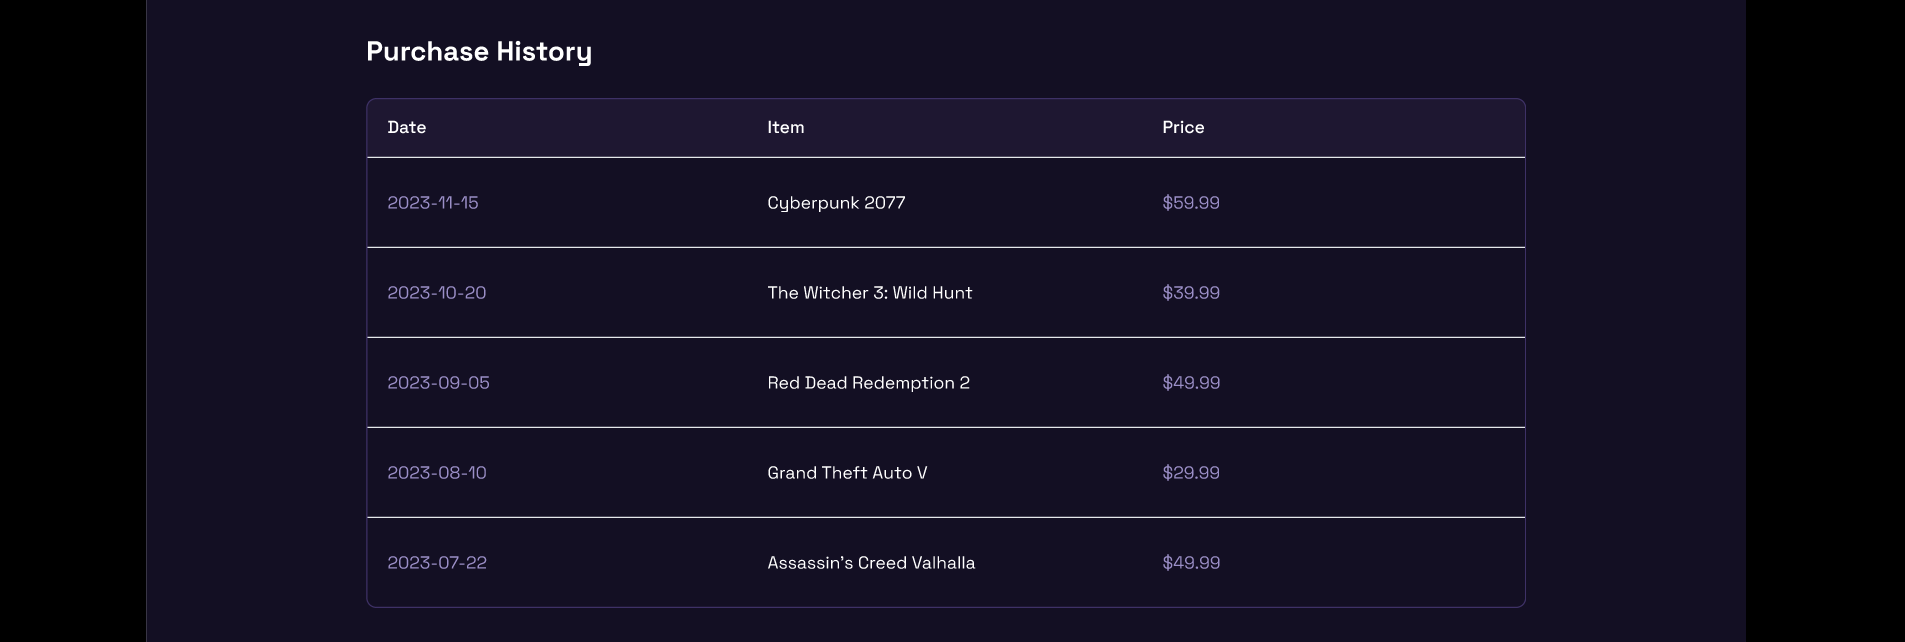 Purchase History
Date Item Price
2023-11-15 Cyberpunk 2077 $59.99
2023-10-20 The Witcher 3: Wild Hunt $39.99
2023-09-05 Red Dead Redemption 2 $49.99
2023-08-10 Grand Theft Auto V $29.99
2023-07-22 Assassin's Creed Valhalla $49.99